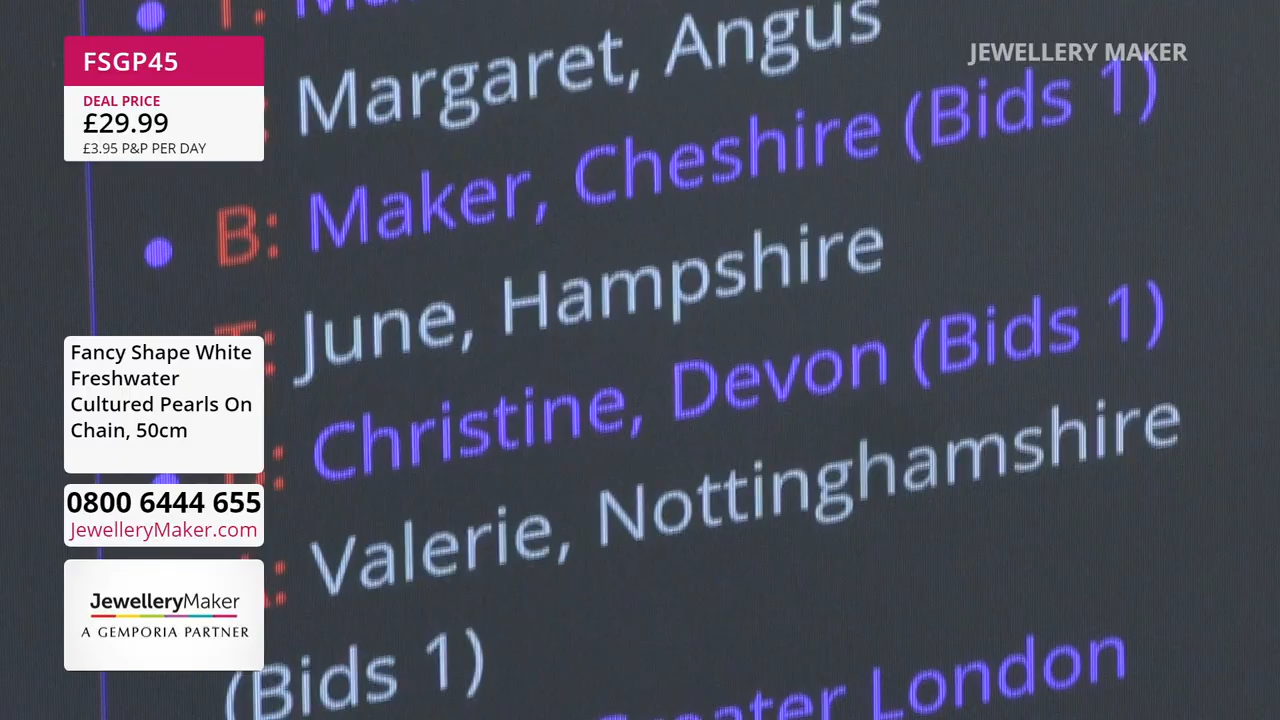 FSGP45
DEAL PRICE
£29.99
£3.95 P&P PER DAY
JEWELLERY MAKER
T:
Margaret, Angus
B: Maker, Cheshire (Bids 1)
June, Hampshire
Christine, Devon (Bids 1)
Valerie, Nottinghamshire
(Bids 1)
London
Fancy Shape White
Freshwater
Cultured Pearls On
Chain, 50cm
0800 6444 655
JewelleryMaker.com
JewelleryMaker
A GEMPORIA PARTNER